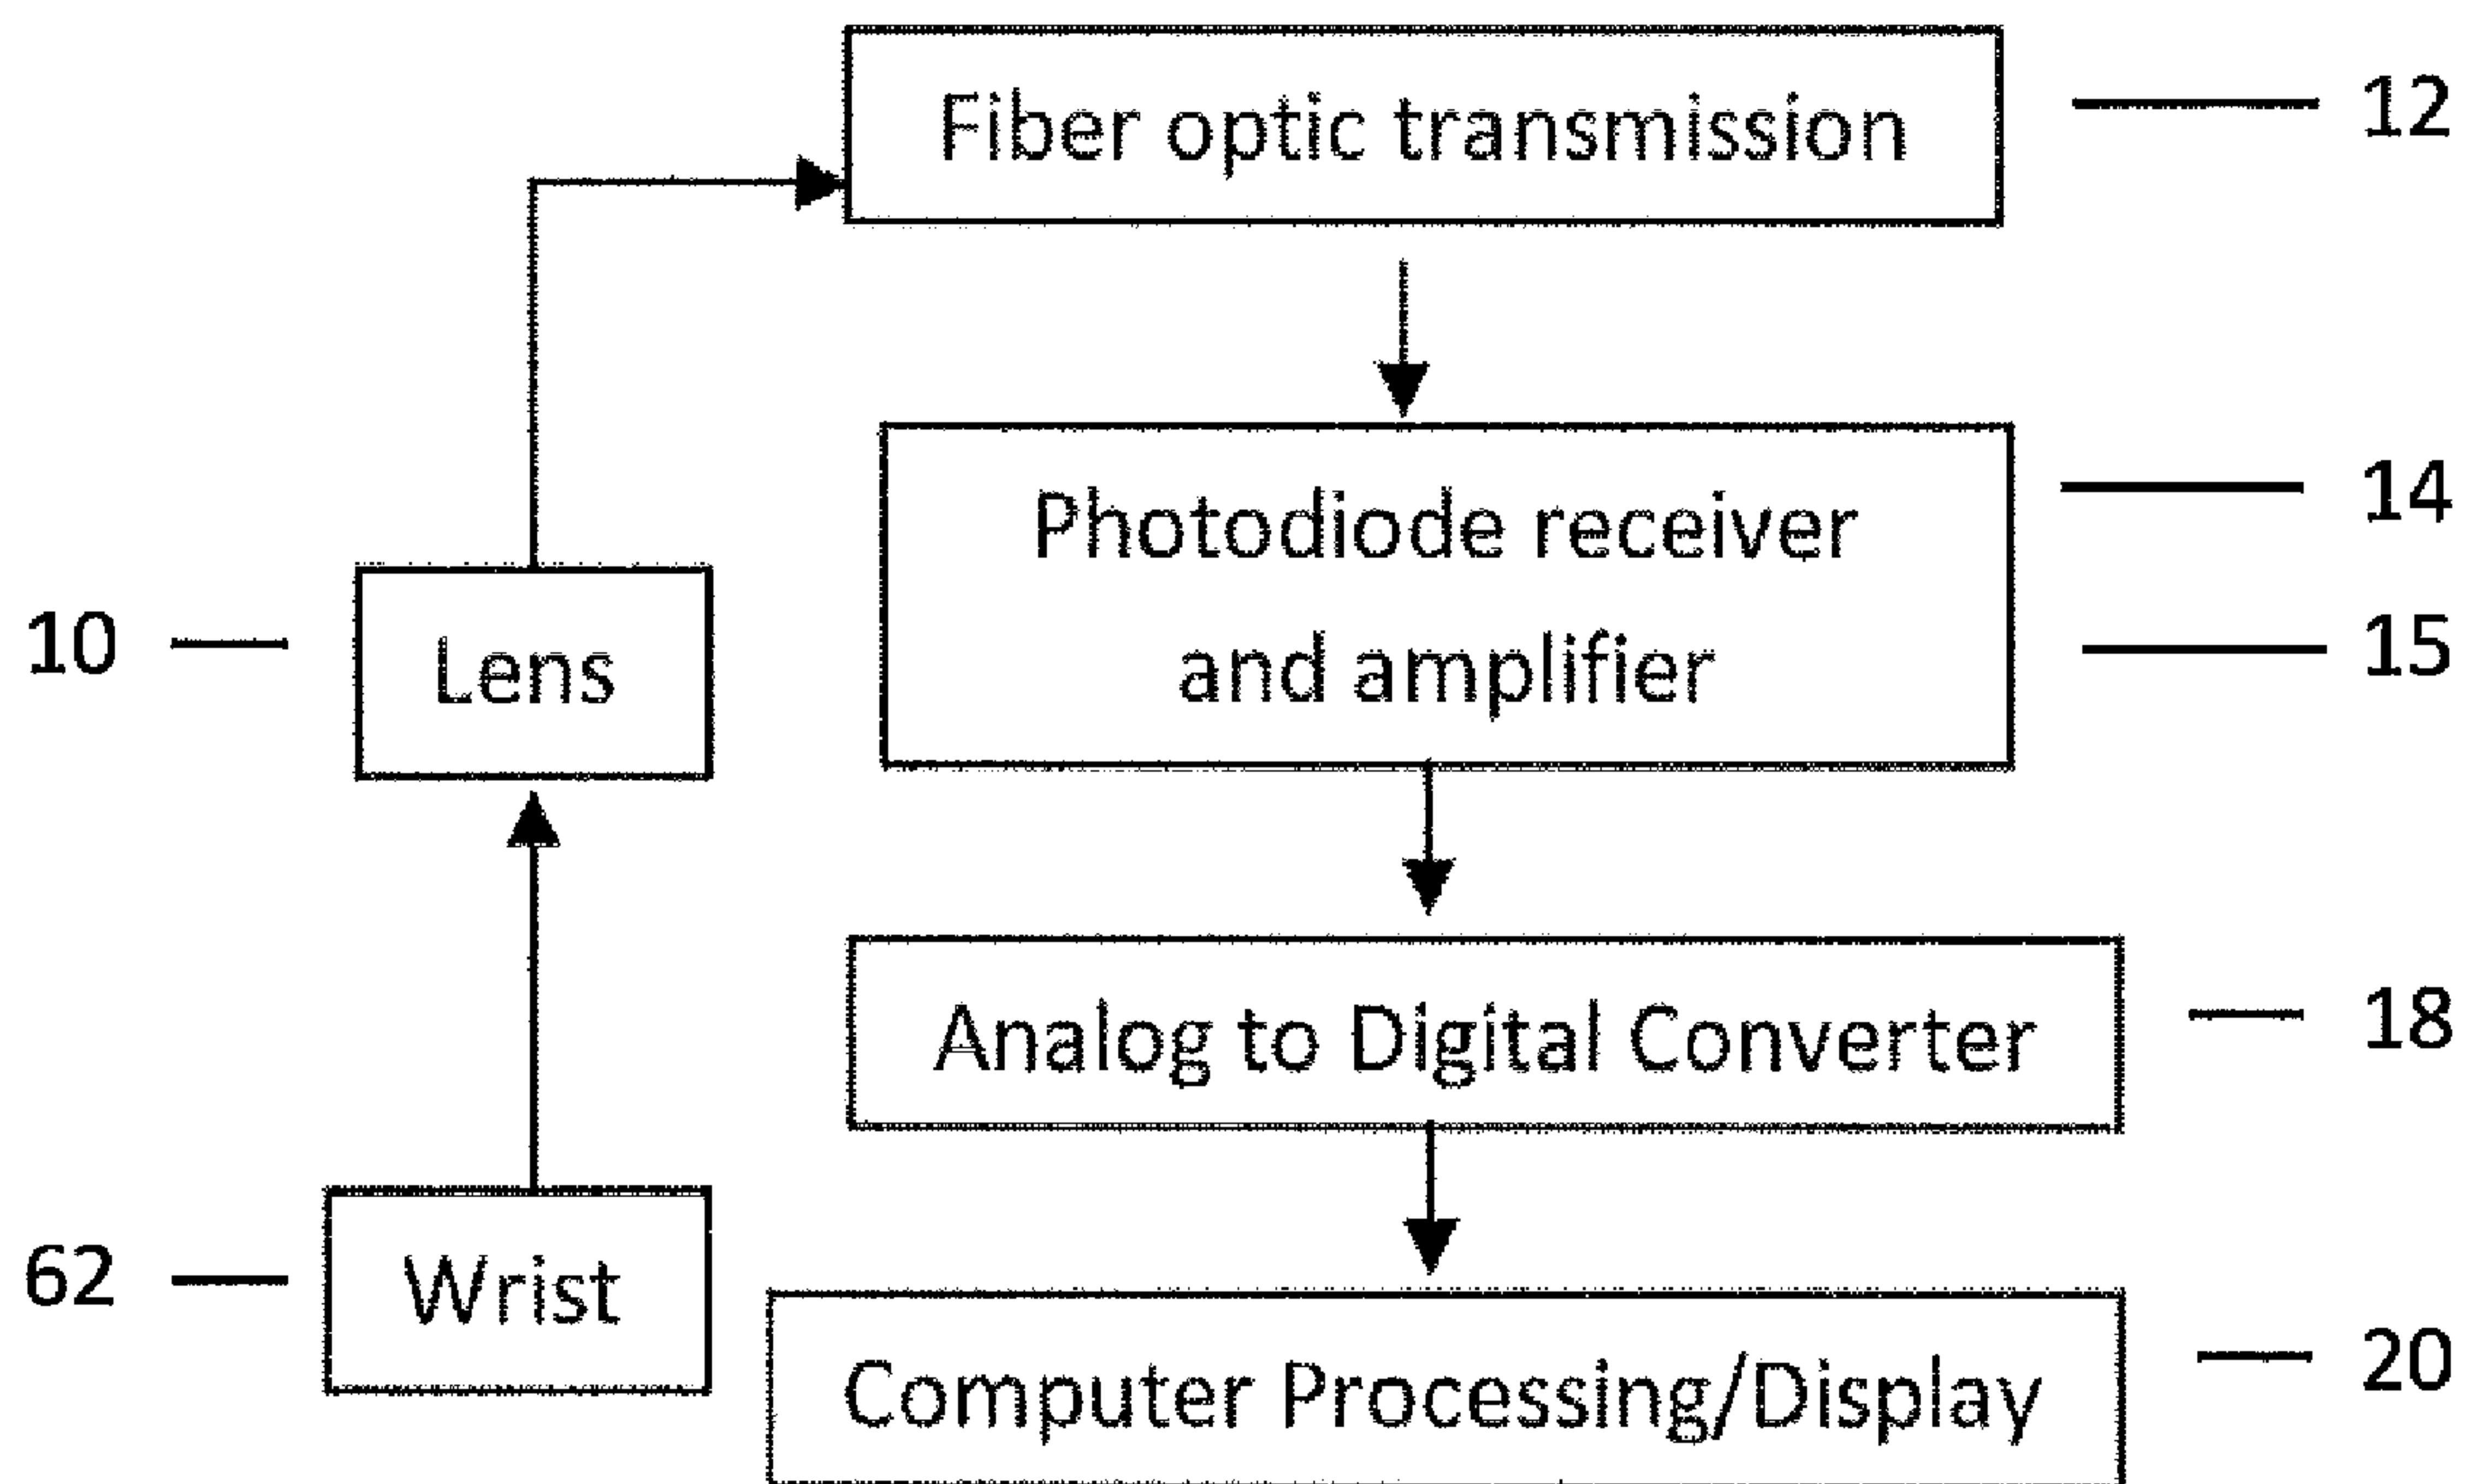 Fiber optic transmission
12
Photodiode receiver
and amplifier
14
15
10
Lens
Analog to Digital Converter
18
62
Wrist
Computer Processing/Display
20